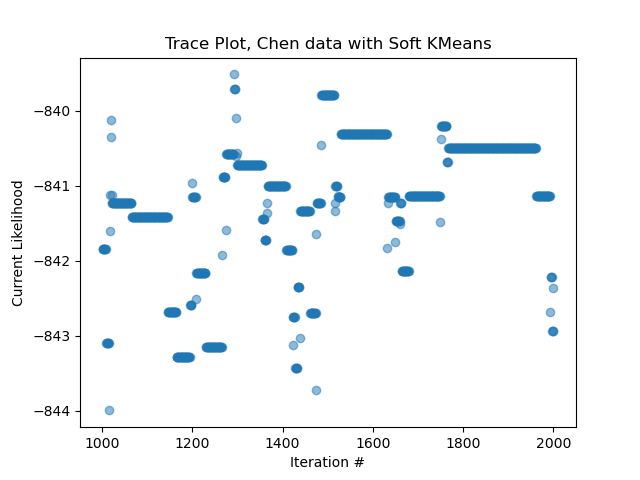 Trace Plot, Chen data with Soft KMeans
Current Likelihood
−840
−841
−842
−843
−844
1000 1200 1400 1600 1800 2000
Iteration #